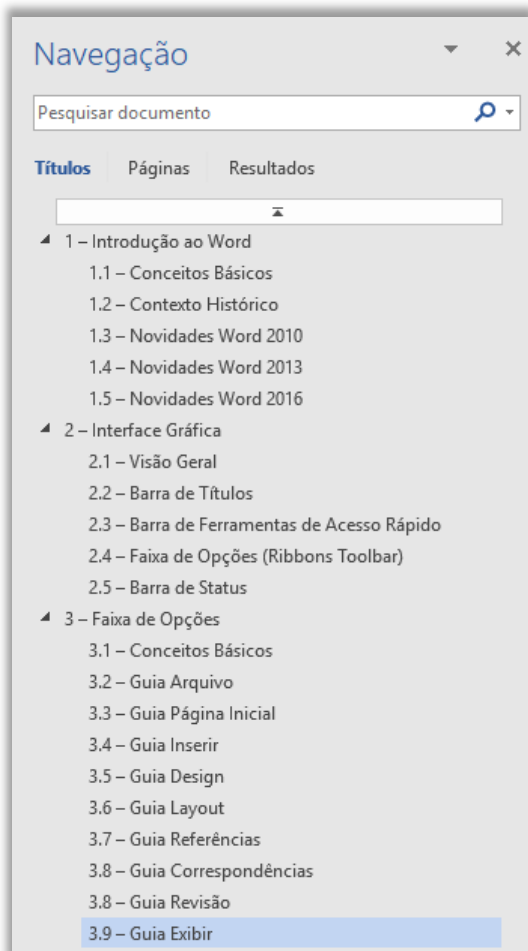 Navegação
Pesquisar documento
Títulos Páginas Resultados
1 – Introdução ao Word
1.1 – Conceitos Básicos
1.2 – Contexto Histórico
1.3 – Novidades Word 2010
1.4 – Novidades Word 2013
1.5 – Novidades Word 2016
2 – Interface Gráfica
2.1 – Visão Geral
2.2 – Barra de Títulos
2.3 – Barra de Ferramentas de Acesso Rápido
2.4 – Faixa de Opções (Ribbons Toolbar)
2.5 – Barra de Status
3 – Faixa de Opções
3.1 – Conceitos Básicos
3.2 – Guia Arquivo
3.3 – Guia Página Inicial
3.4 – Guia Inserir
3.5 – Guia Design
3.6 – Guia Layout
3.7 – Guia Referências
3.8 – Guia Correspondências
3.8 – Guia Revisão
3.9 – Guia Exibir